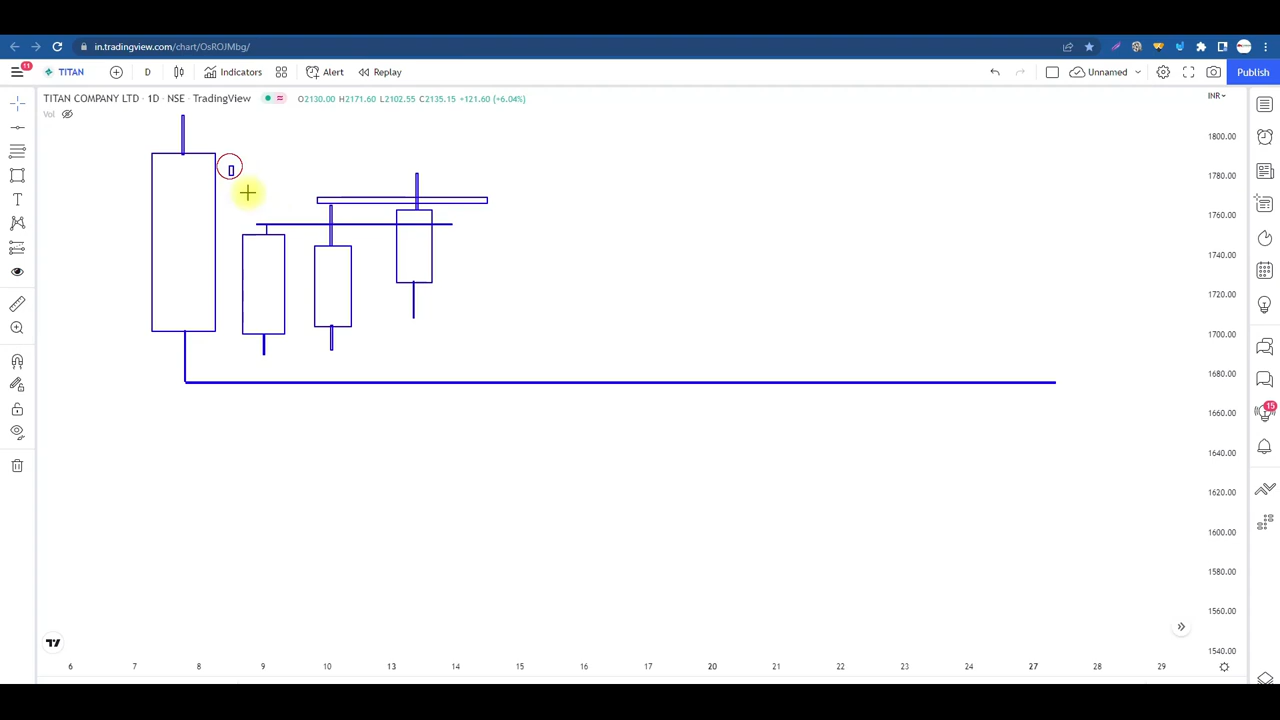 in.tradingview.com/chart/OsROJMbg/
11
TITAN
D
Indicators
Alert
Replay
Unnamed
Publish
TITAN COMPANY LTD · 1D · NSE · TradingView
O2130.00 H2171.60 L2102.55 C2135.15 +121.60 (+6.04%)
INR
Vol
1800.00
1780.00
1760.00
1740.00
1720.00
1700.00
1680.00
1660.00
15
1640.00
1620.00
1600.00
1580.00
1560.00
1540.00
6 7 8 9 10 13 14 15 16 17 20 21 22 23 24 27 28 29